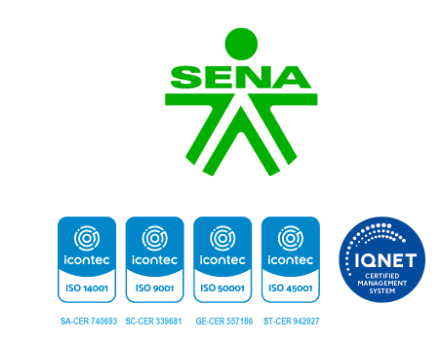 SENA
icontec
ISO 14001
SA-CER 740693
icontec
ISO 9001
SC-CER 339681
icontec
ISO 50001
GE-CER 557186
icontec
ISO 45001
ST-CER 942927
IQNET
CERTIFIED
MANAGEMENT
SYSTEM